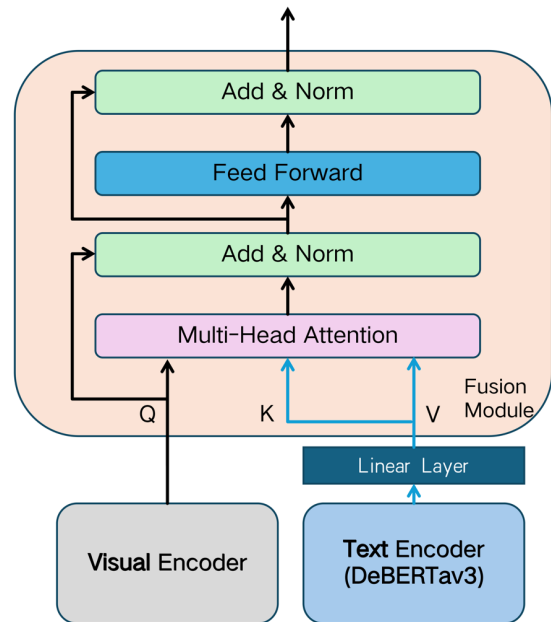 Add & Norm
Feed Forward
Add & Norm
Multi-Head Attention
Q
K
V
Fusion
Module
Linear Layer
Visual Encoder
Text Encoder
(DeBERTav3)